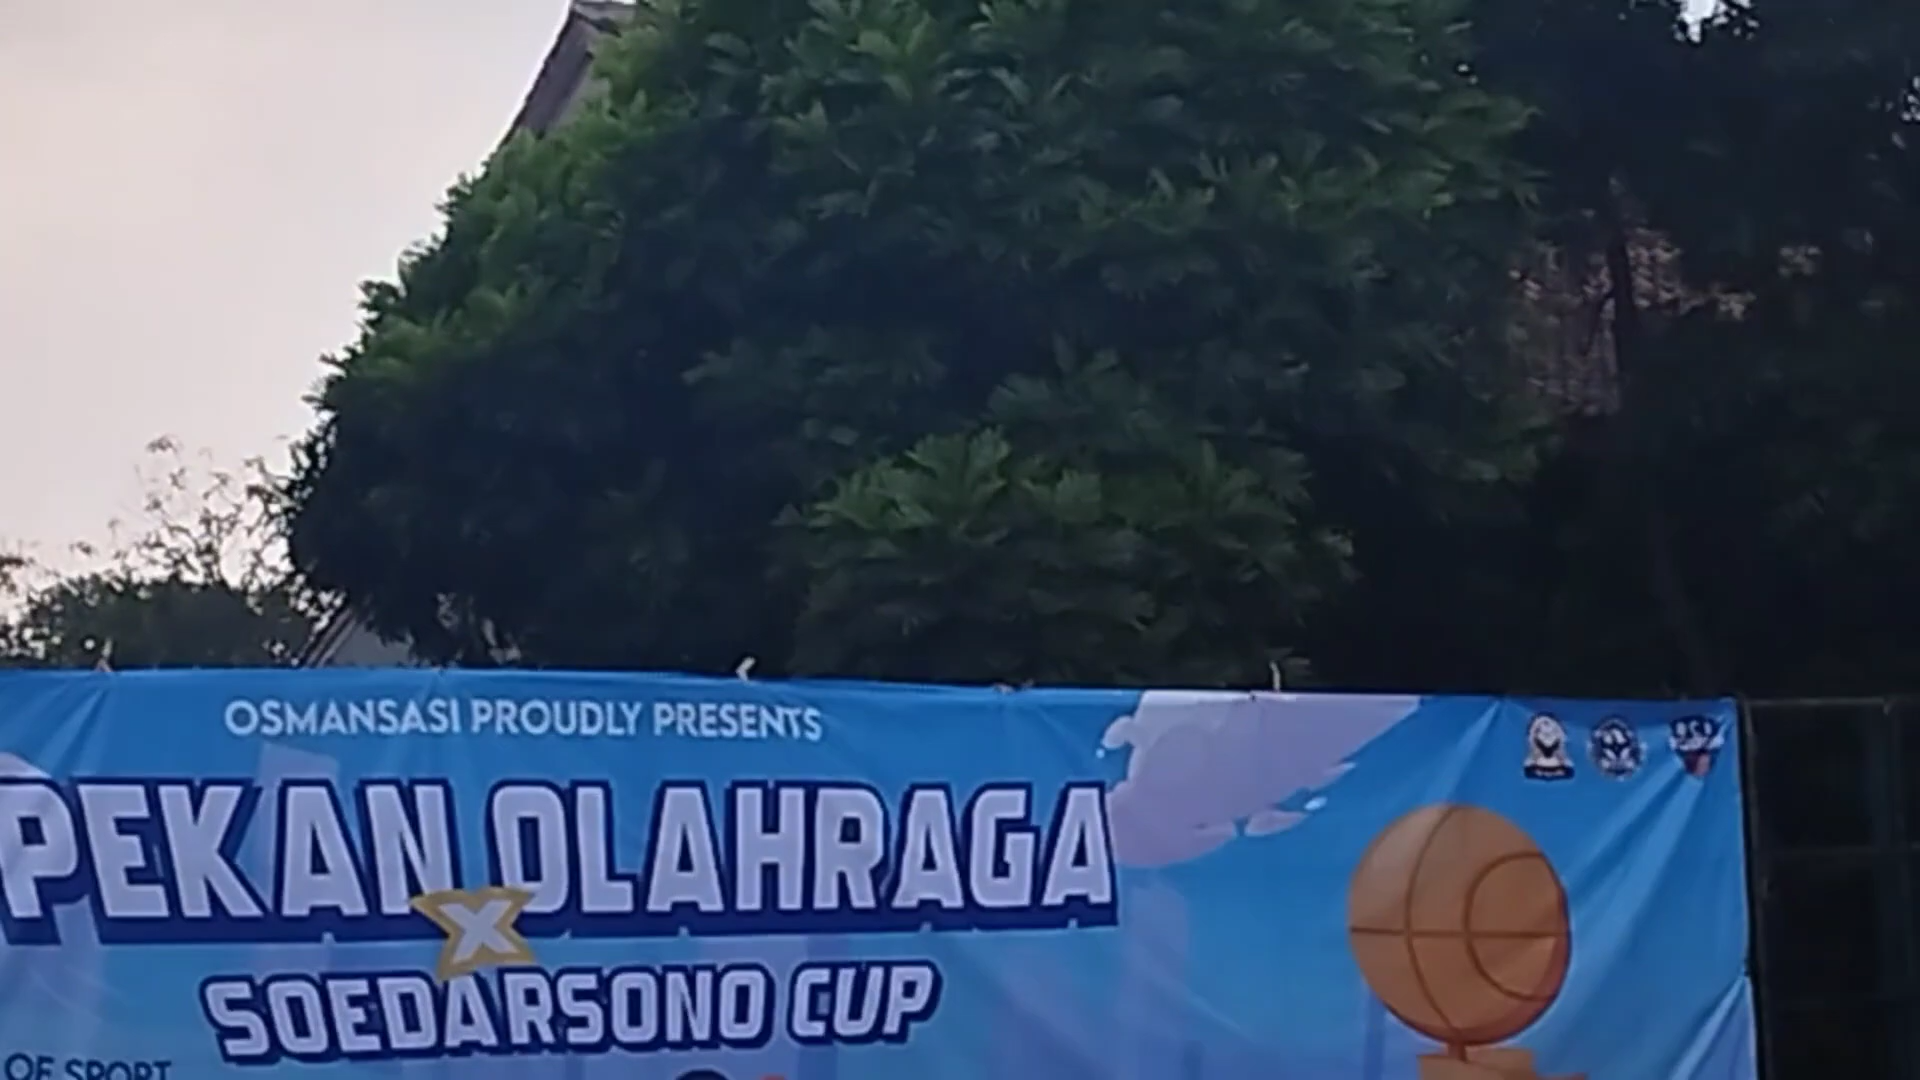 OSMANSASI PROUDLY PRESENTS
PEKAN OLAHRAGA
X
SOEDARSONO CUP
OF SPORT